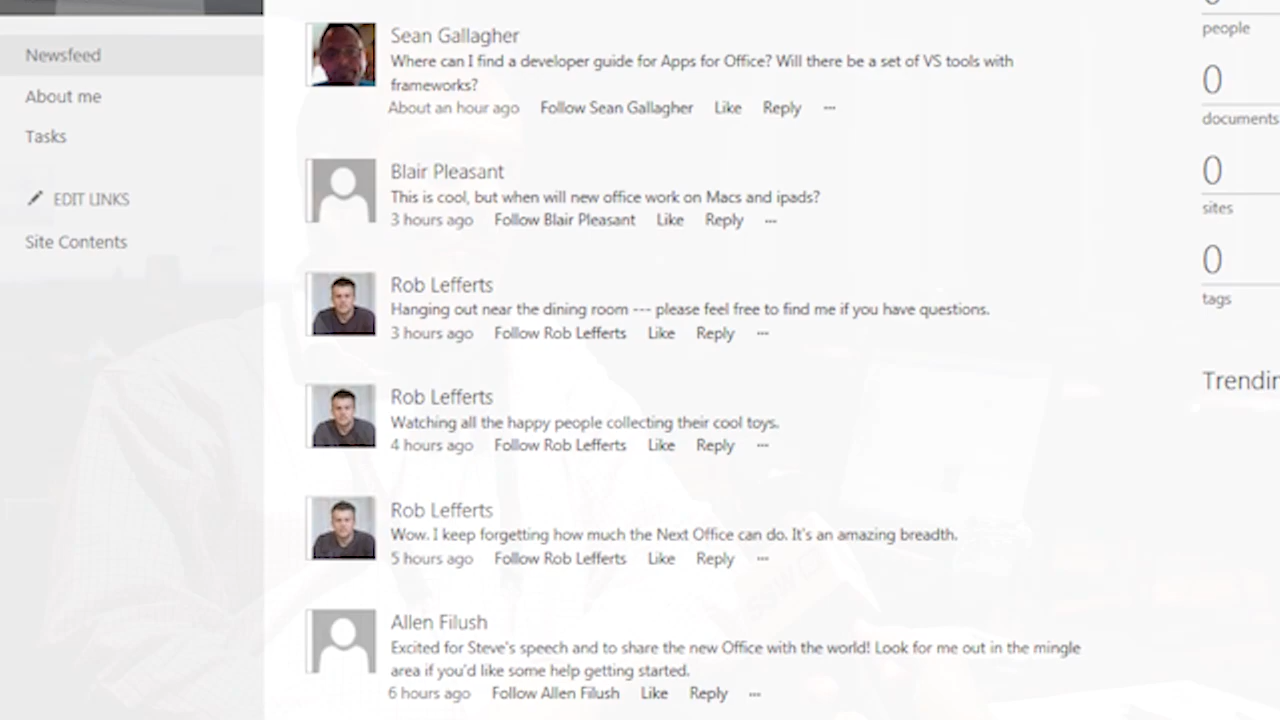 Newsfeed
About me
Tasks
EDIT LINKS
Site Contents
Sean Gallagher
Where can I find a developer guide for Apps for Office? Will there be a set of VS tools with
frameworks?
About an hour ago Follow Sean Gallagher Like Reply ···
Blair Pleasant
This is cool, but when will new office work on Macs and ipads?
3 hours ago Follow Blair Pleasant Like Reply ···
Rob Lefferts
Hanging out near the dining room --- please feel free to find me if you have questions.
3 hours ago Follow Rob Lefferts Like Reply ···
Rob Lefferts
Watching all the happy people collecting their cool toys.
4 hours ago Follow Rob Lefferts Like Reply ···
Rob Lefferts
Wow. I keep forgetting how much the Next Office can do. It's an amazing breadth.
5 hours ago Follow Rob Lefferts Like Reply ···
Allen Filush
Excited for Steve's speech and to share the new Office with the world! Look for me out in the mingle
area if you'd like some help getting started.
6 hours ago Follow Allen Filush Like Reply ···
people
0
documents
0
sites
0
tags
Trendin